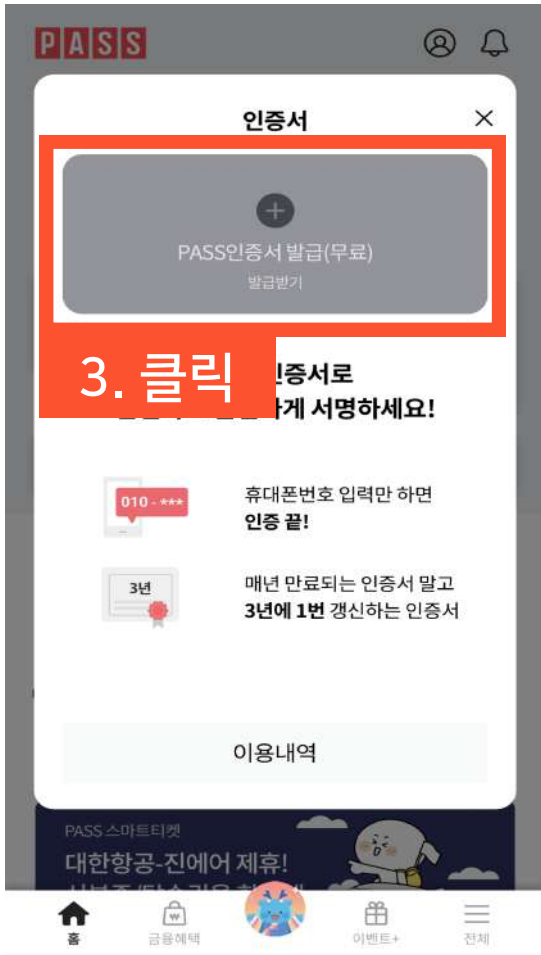 PASS
인증서
PASS인증서 발급(무료)
발급받기
3. 클릭
인증서로
하게 서명하세요!
010 - ***
휴대폰번호 입력만 하면
인증 끝!
3년
매년 만료되는 인증서 말고
3년에 1번 갱신하는 인증서
이용내역
PASS 스마트티켓
대한항공-진에어 제휴!
홈
금융혜택
이벤트+
전체